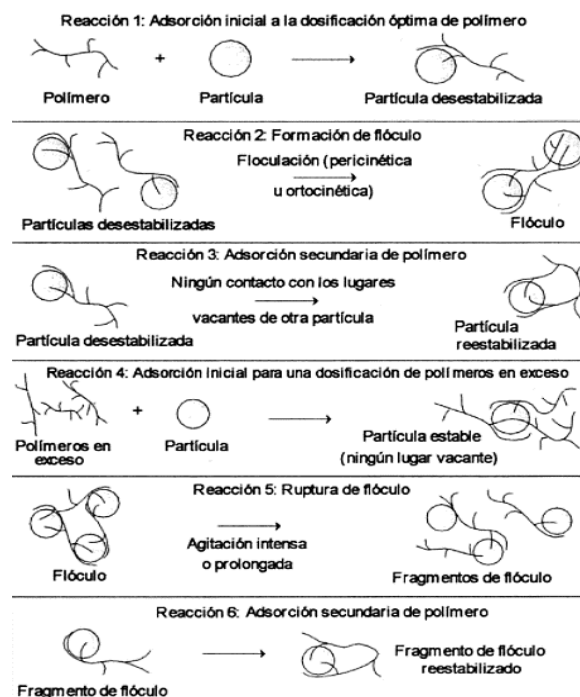 Reacción 1: Adsorción inicial a la dosificación óptima de polímero
+
Polímero
Partícula
Partícula desestabilizada
Reacción 2: Formación de flóculo
Floculación (pericinética
u ortocinética)
Partículas desestabilizadas
Flóculo
Reacción 3: Adsorción secundaria de polímero
Ningún contacto con los lugares
vacantes de otra partícula
Partícula desestabilizada
Partícula
reestabilizada
Reacción 4: Adsorción inicial para una dosificación de polímeros en exceso
+
Polímeros en
exceso
Partícula
Partícula estable
(ningún lugar vacante)
Reacción 5: Ruptura de flóculo
Agitación intensa
o prolongada
Flóculo
Fragmentos de flóculo
Reacción 6: Adsorción secundaria de polímero
Fragmento de flóculo
Fragmento de flóculo
reestabilizado